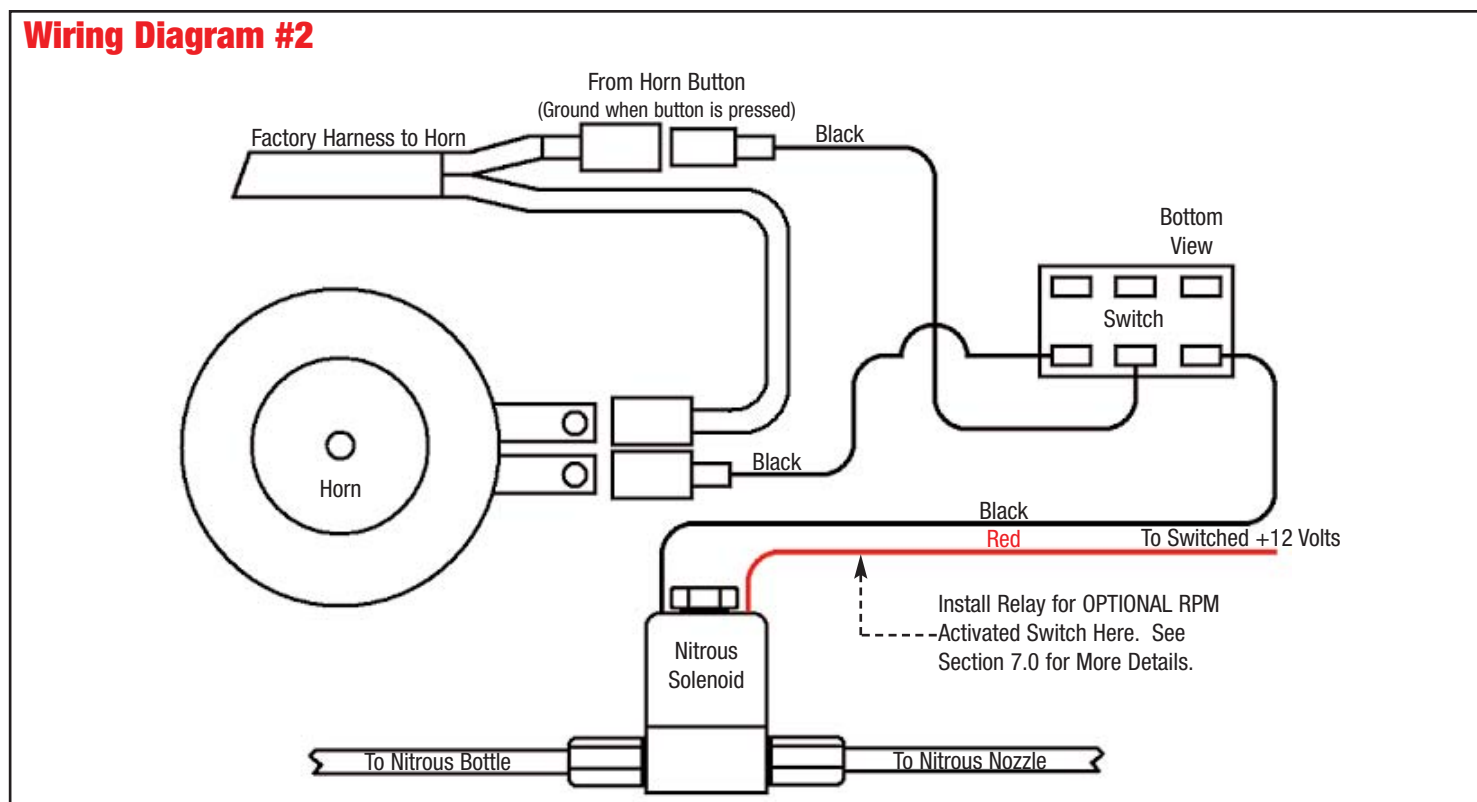 Wiring Diagram #2
From Horn Button
(Ground when button is pressed)
Factory Harness to Horn
Black
Bottom
View
Switch
Horn
Black
Black
Red
To Switched +12 Volts
Install Relay for OPTIONAL RPM
Activated Switch Here. See
Section 7.0 for More Details.
Nitrous
Solenoid
To Nitrous Bottle
To Nitrous Nozzle